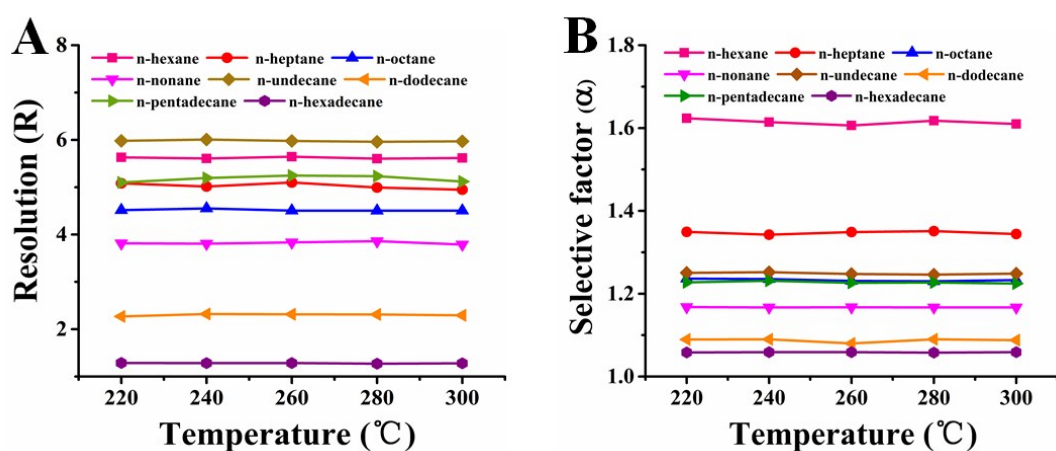 A
Resolution (R)
8
6
4
2
n-hexane n-heptane n-octane
n-nonane n-undecane n-dodecane
n-pentadecane n-hexadecane
220 240 260 280 300
Temperature (℃)
B
Selective factor (α)
1.8
1.6
1.4
1.2
1.0
n-hexane n-heptane n-octane
n-nonane n-undecane n-dodecane
n-pentadecane n-hexadecane
220 240 260 280 300
Temperature (℃)